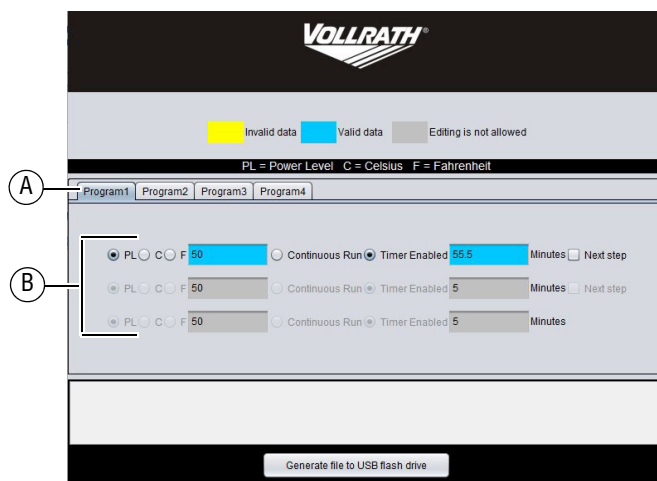 VOLLRATH®
Invalid data Valid data Editing is not allowed
PL = Power Level C = Celsius F = Fahrenheit
A
Program1 Program2 Program3 Program4
PL C F 50 Continuous Run Timer Enabled 55.5 Minutes Next step
B
PL C F 50 Continuous Run Timer Enabled 5 Minutes Next step
PL C F 50 Continuous Run Timer Enabled 5 Minutes
Generate file to USB flash drive